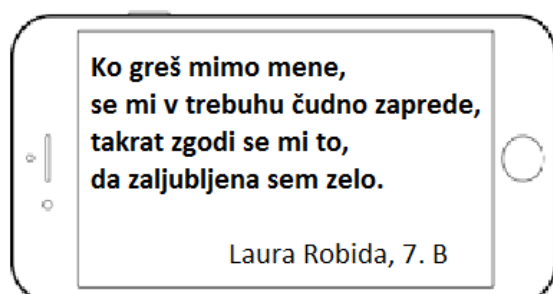 Ko greš mimo mene,
se mi v trebuhu čudno zaprede,
takrat zgodi se mi to,
da zaljubljena sem zelo.
Laura Robida, 7. B